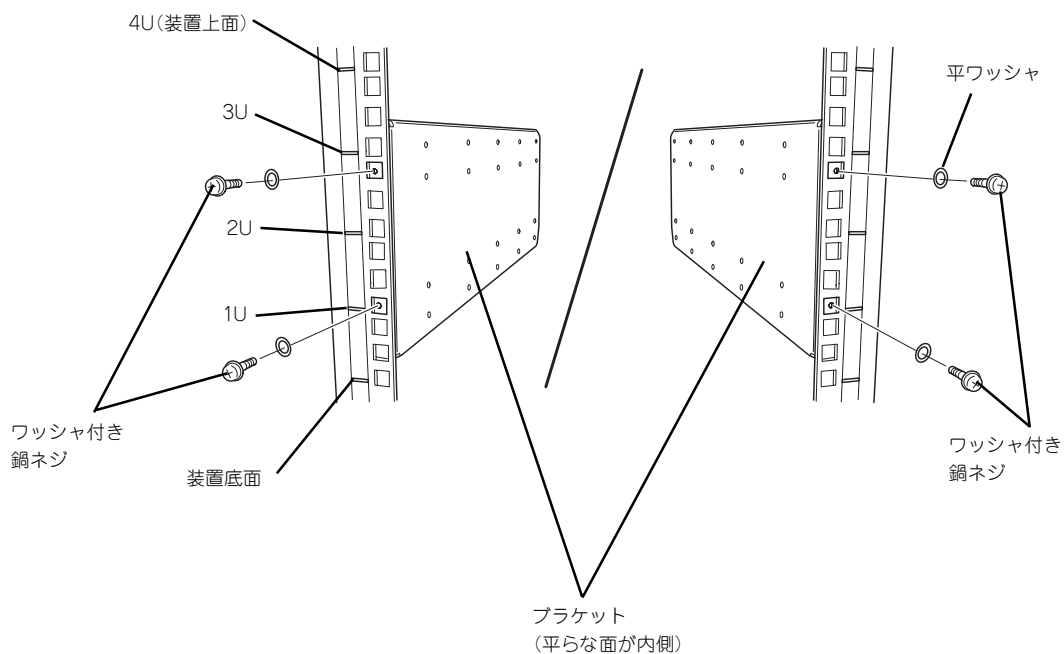 4U（装置上面）
平ワッシャ
3U
2U
1U
ワッシャ付き
鍋ネジ
装置底面
ワッシャ付き
鍋ネジ
ブラケット
（平らな面が内側）